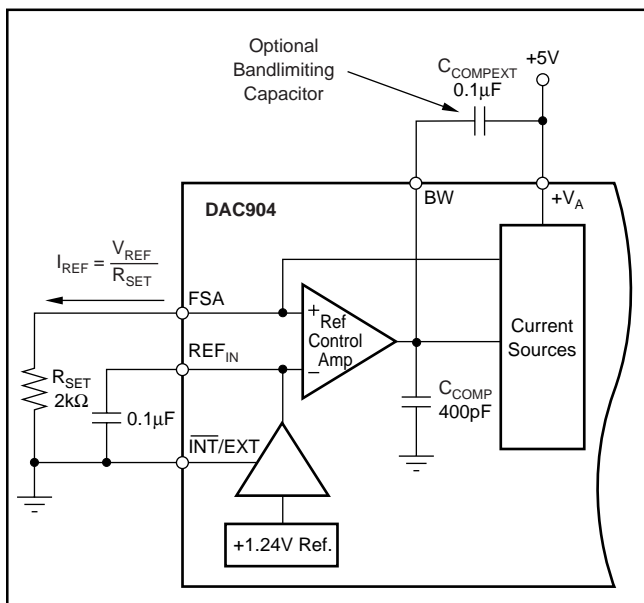 Optional
Bandlimiting
Capacitor
C_COMPEXT
0.1µF
+5V
DAC904
BW
+V_A
I_REF = V_REF / R_SET
FSA
REF_IN
R_SET
2kΩ
0.1µF
INT/EXT
+
Ref
Control
Amp
–
Current
Sources
C_COMP
400pF
+1.24V Ref.